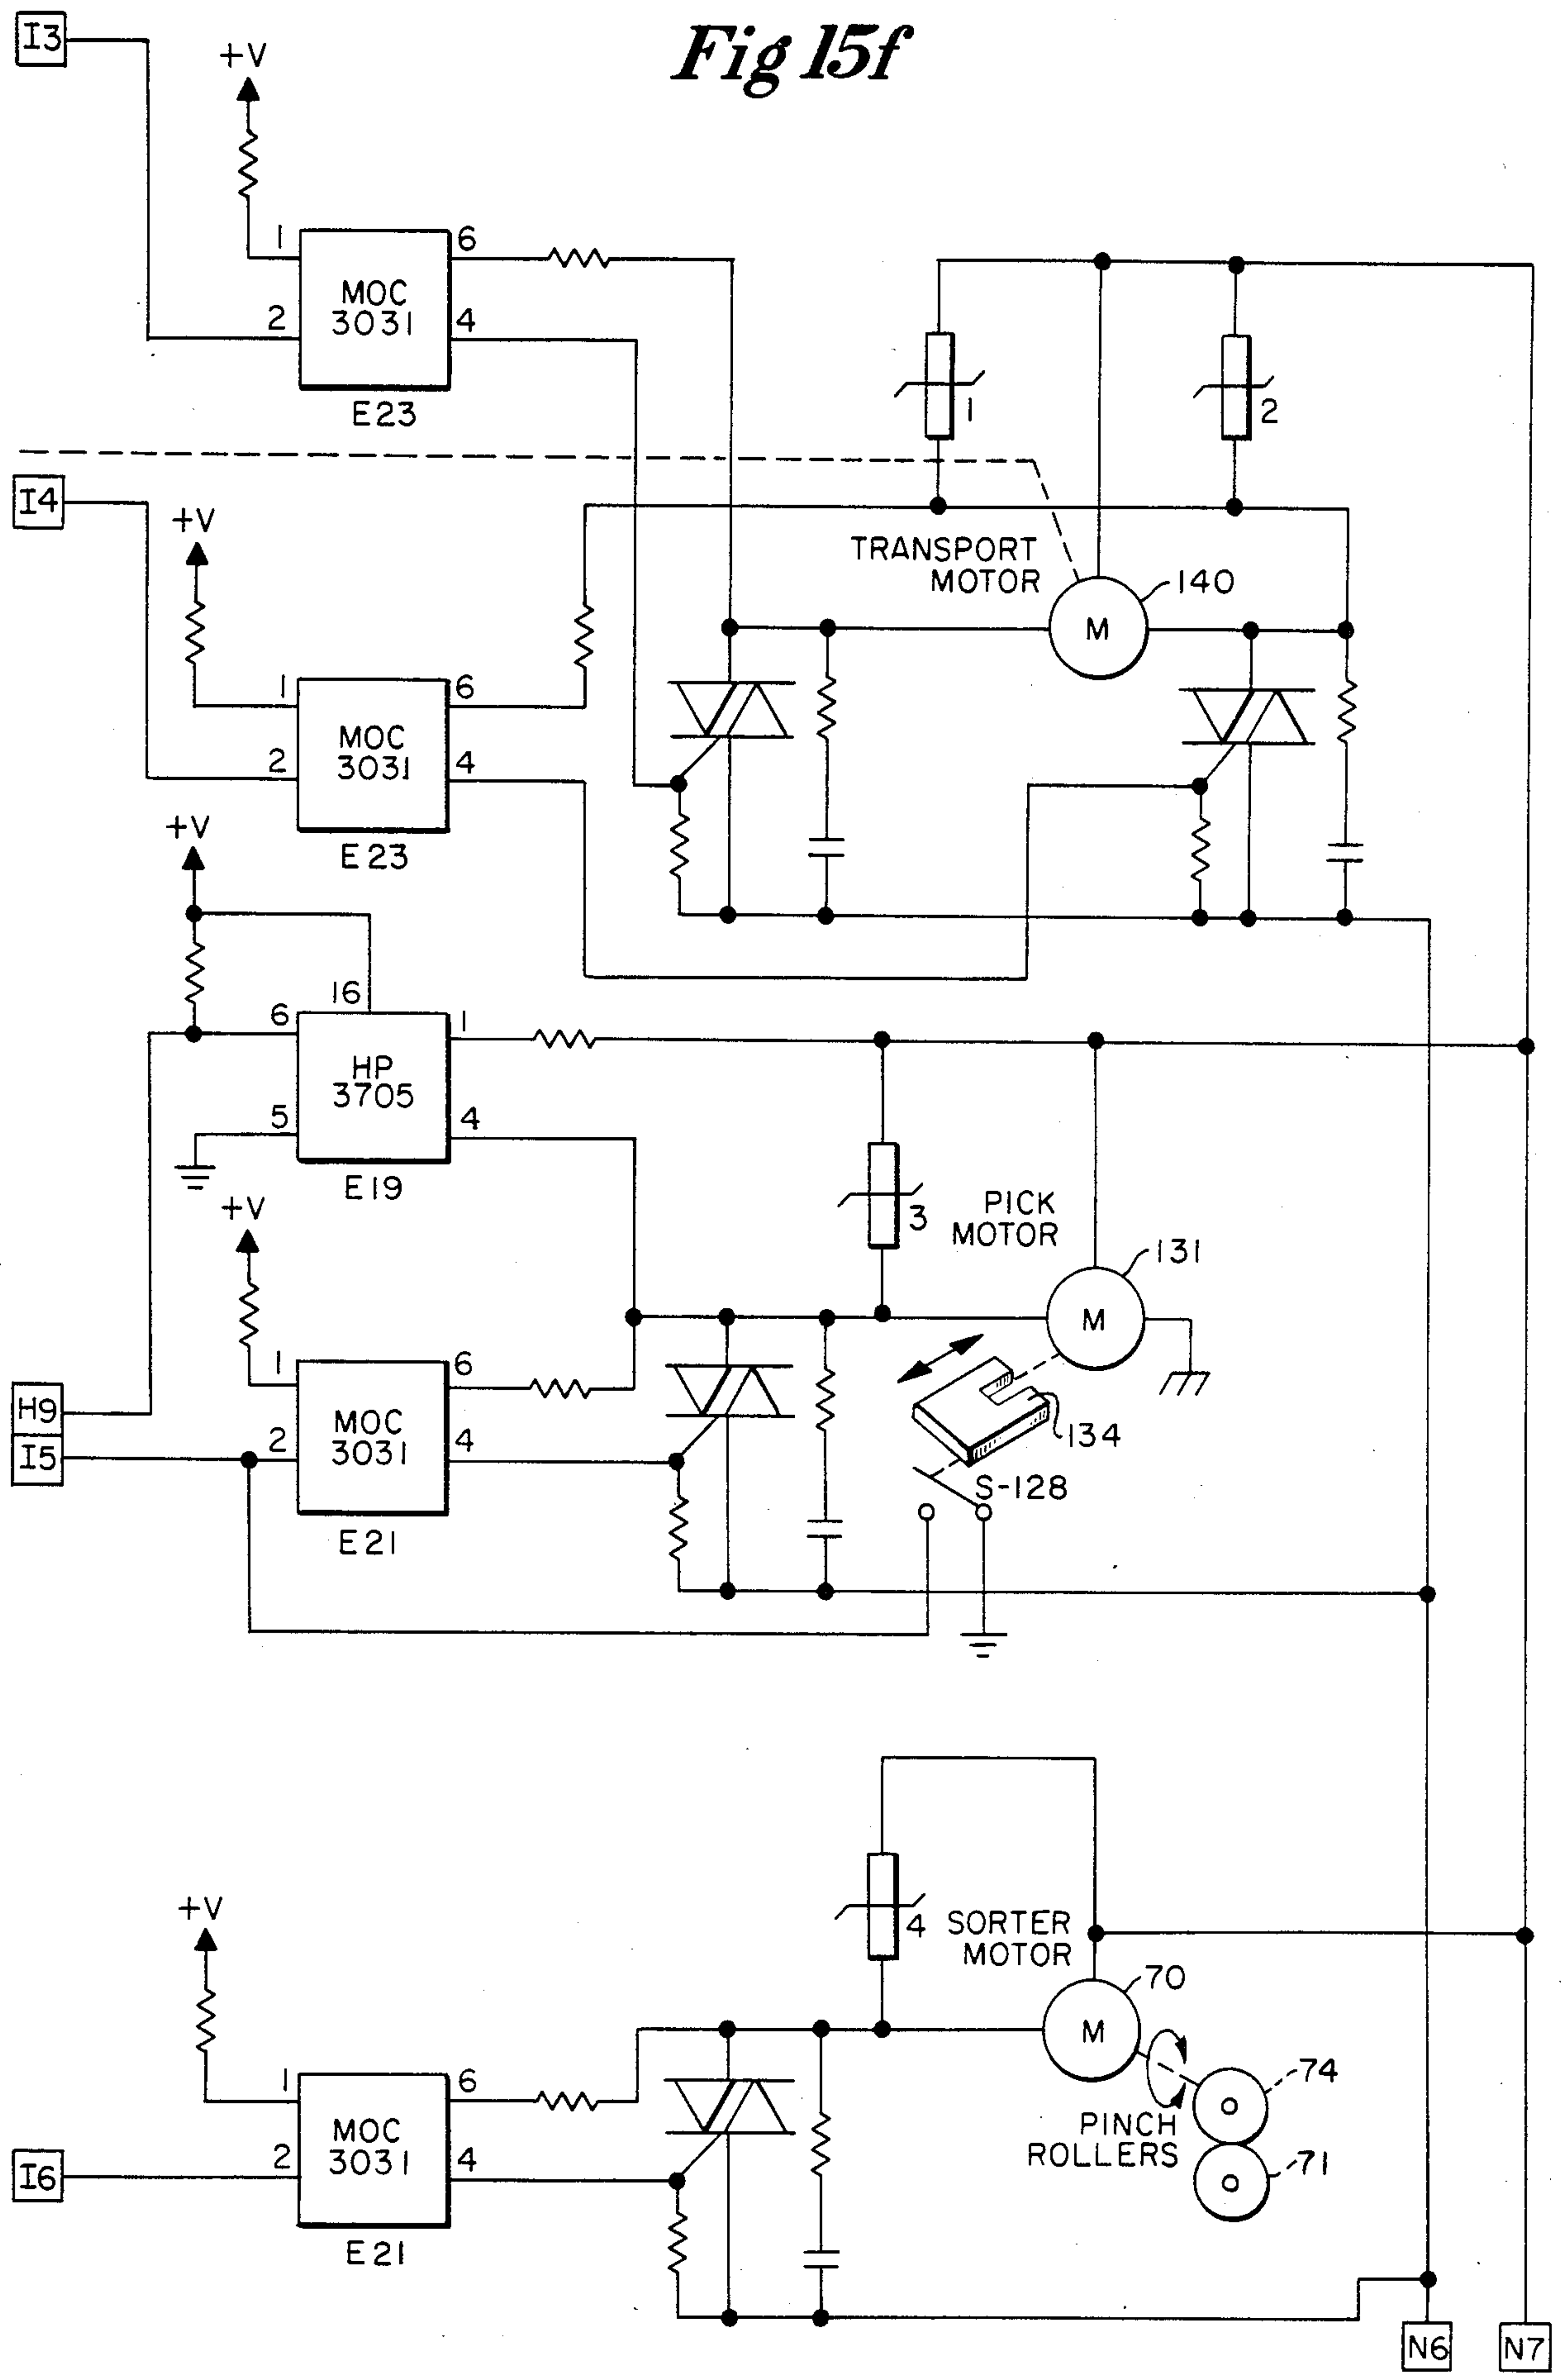 Fig 15f
I3
+V
1
6
MOC
3031
2
4
E23
1
2
I4
+V
TRANSPORT
MOTOR
140
M
1
6
MOC
3031
2
4
E23
+V
16
6
1
HP
3705
5
4
E19
3
PICK
MOTOR
131
M
+V
1
6
H9
MOC
3031
I5
2
4
134
S-128
E21
4
SORTER
MOTOR
70
M
+V
1
6
MOC
3031
2
4
I6
E21
74
PINCH
ROLLERS
71
N6
N7